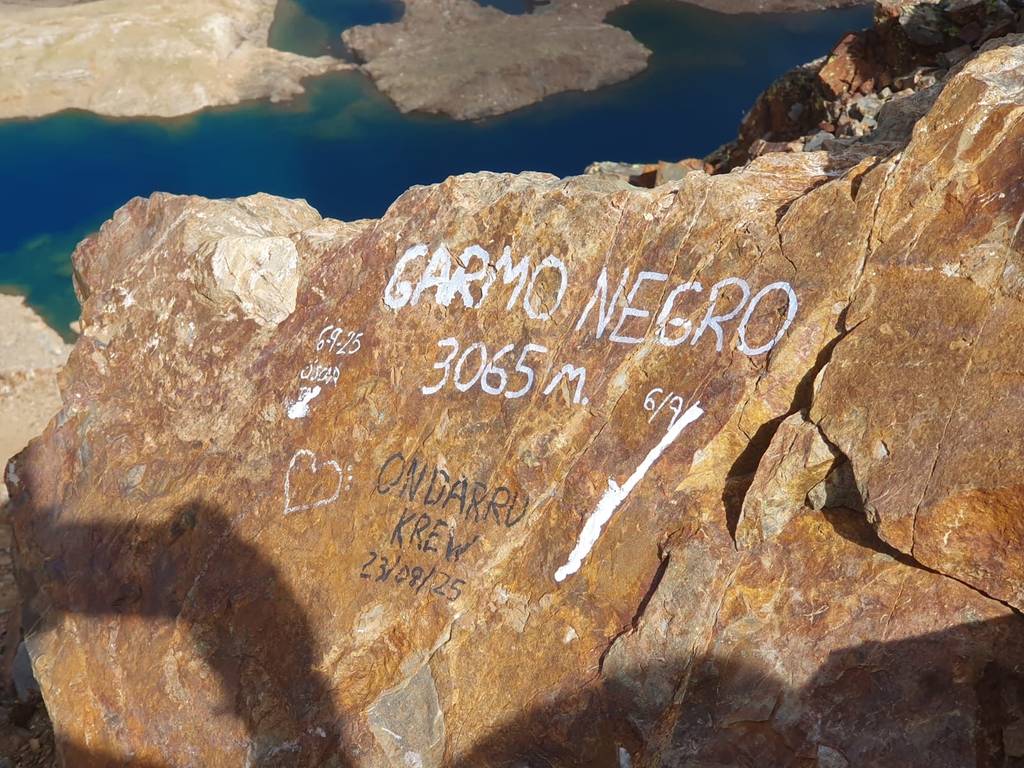 GARMO NEGRO
3065 m.
6-9-25
OSCAR
6/9
ONDARRU
KREW
23/08/25